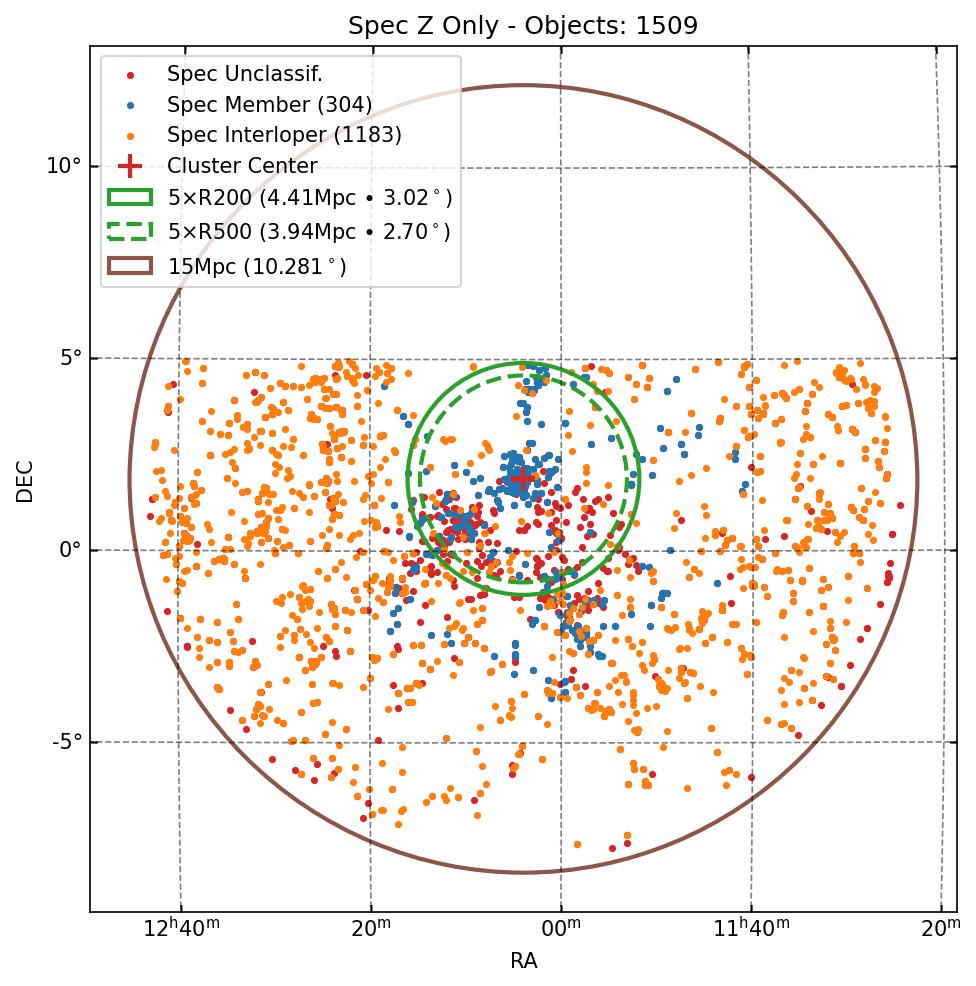 Spec Z Only - Objects: 1509
Spec Unclassif.
Spec Member (304)
Spec Interloper (1183)
Cluster Center
5×R200 (4.41Mpc • 3.02°)
5×R500 (3.94Mpc • 2.70°)
15Mpc (10.281°)
10°
5°
0°
-5°
DEC
12ʰ40ᵐ 20ᵐ 00ᵐ 11ʰ40ᵐ 20ᵐ
RA